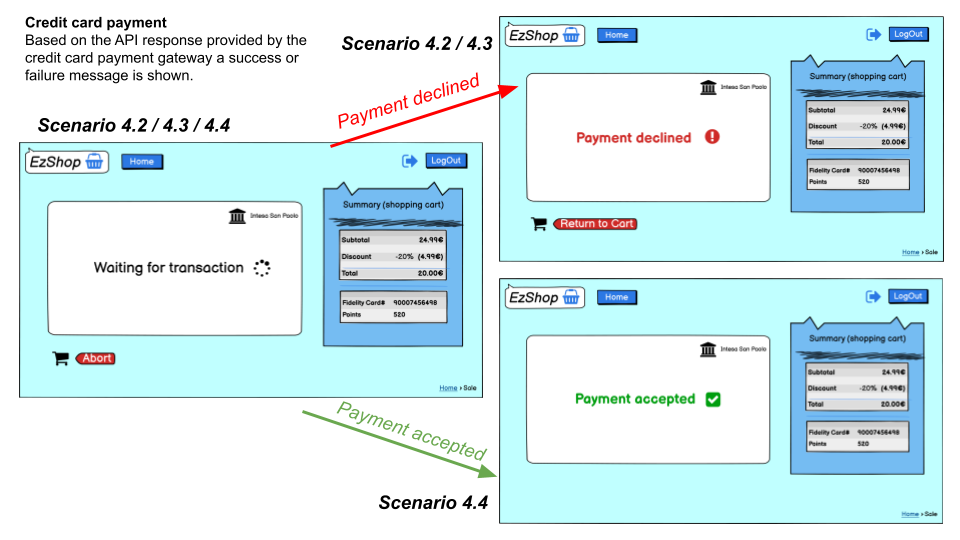 Credit card payment
Based on the API response provided by the
credit card payment gateway a success or
failure message is shown.
Scenario 4.2 / 4.3 / 4.4
EzShop
Home
LogOut
Intesa San Paolo
Waiting for transaction
Abort
Summary (shopping cart)
Subtotal 24.99€
Discount -20% (4.99€)
Total 20.00€
Fidelity Card# 90007456498
Points 520
Home › Sale
Payment declined
Scenario 4.2 / 4.3
EzShop
Home
LogOut
Intesa San Paolo
Payment declined
Return to Cart
Summary (shopping cart)
Subtotal 24.99€
Discount -20% (4.99€)
Total 20.00€
Fidelity Card# 90007456498
Points 520
Home › Sale
Payment accepted
Scenario 4.4
EzShop
Home
LogOut
Intesa San Paolo
Payment accepted
Summary (shopping cart)
Subtotal 24.99€
Discount -20% (4.99€)
Total 20.00€
Fidelity Card# 90007456498
Points 520
Home › Sale